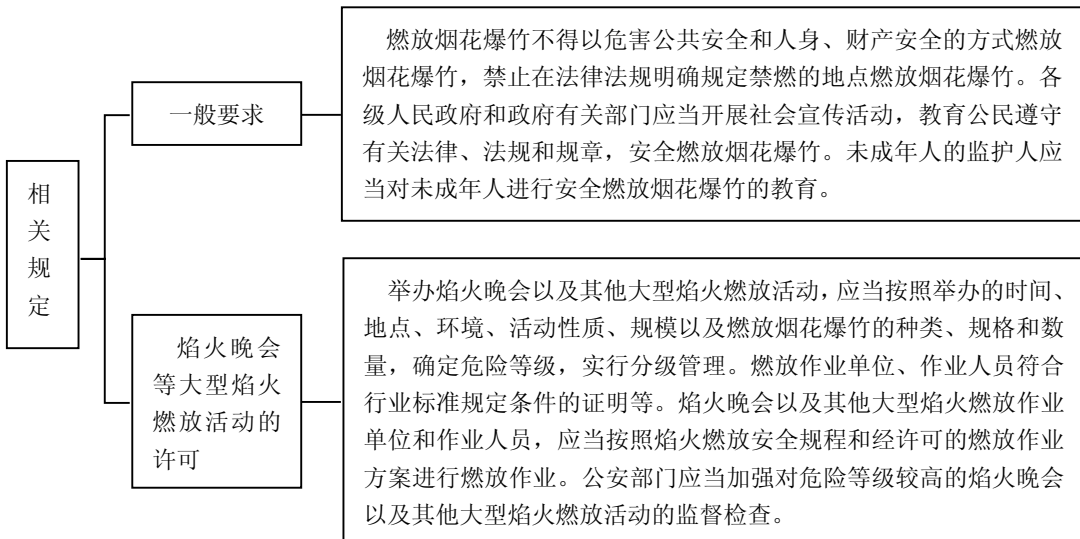 相
关
规
定
一般要求
燃放烟花爆竹不得以危害公共安全和人身、财产安全的方式燃放
烟花爆竹，禁止在法律法规明确规定禁燃的地点燃放烟花爆竹。各
级人民政府和政府有关部门应当开展社会宣传活动，教育公民遵守
有关法律、法规和规章，安全燃放烟花爆竹。未成年人的监护人应
当对未成年人进行安全燃放烟花爆竹的教育。
焰火晚会
等大型焰火
燃放活动的
许可
举办焰火晚会以及其他大型焰火燃放活动，应当按照举办的时间、
地点、环境、活动性质、规模以及燃放烟花爆竹的种类、规格和数
量，确定危险等级，实行分级管理。燃放作业单位、作业人员符合
行业标准规定条件的证明等。焰火晚会以及其他大型焰火燃放作业
单位和作业人员，应当按照焰火燃放安全规程和经许可的燃放作业
方案进行燃放作业。公安部门应当加强对危险等级较高的焰火晚会
以及其他大型焰火燃放活动的监督检查。